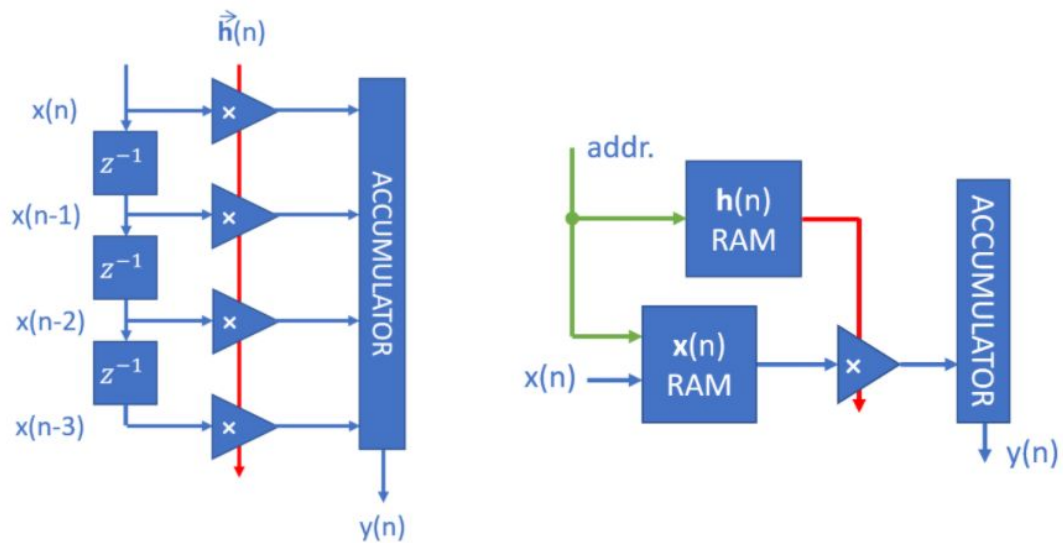 h⃗(n)
x(n)
×
z⁻¹
x(n-1)
×
z⁻¹
x(n-2)
×
z⁻¹
x(n-3)
×
ACCUMULATOR
y(n)
addr.
h(n)
RAM
x(n)
x(n)
RAM
×
ACCUMULATOR
y(n)